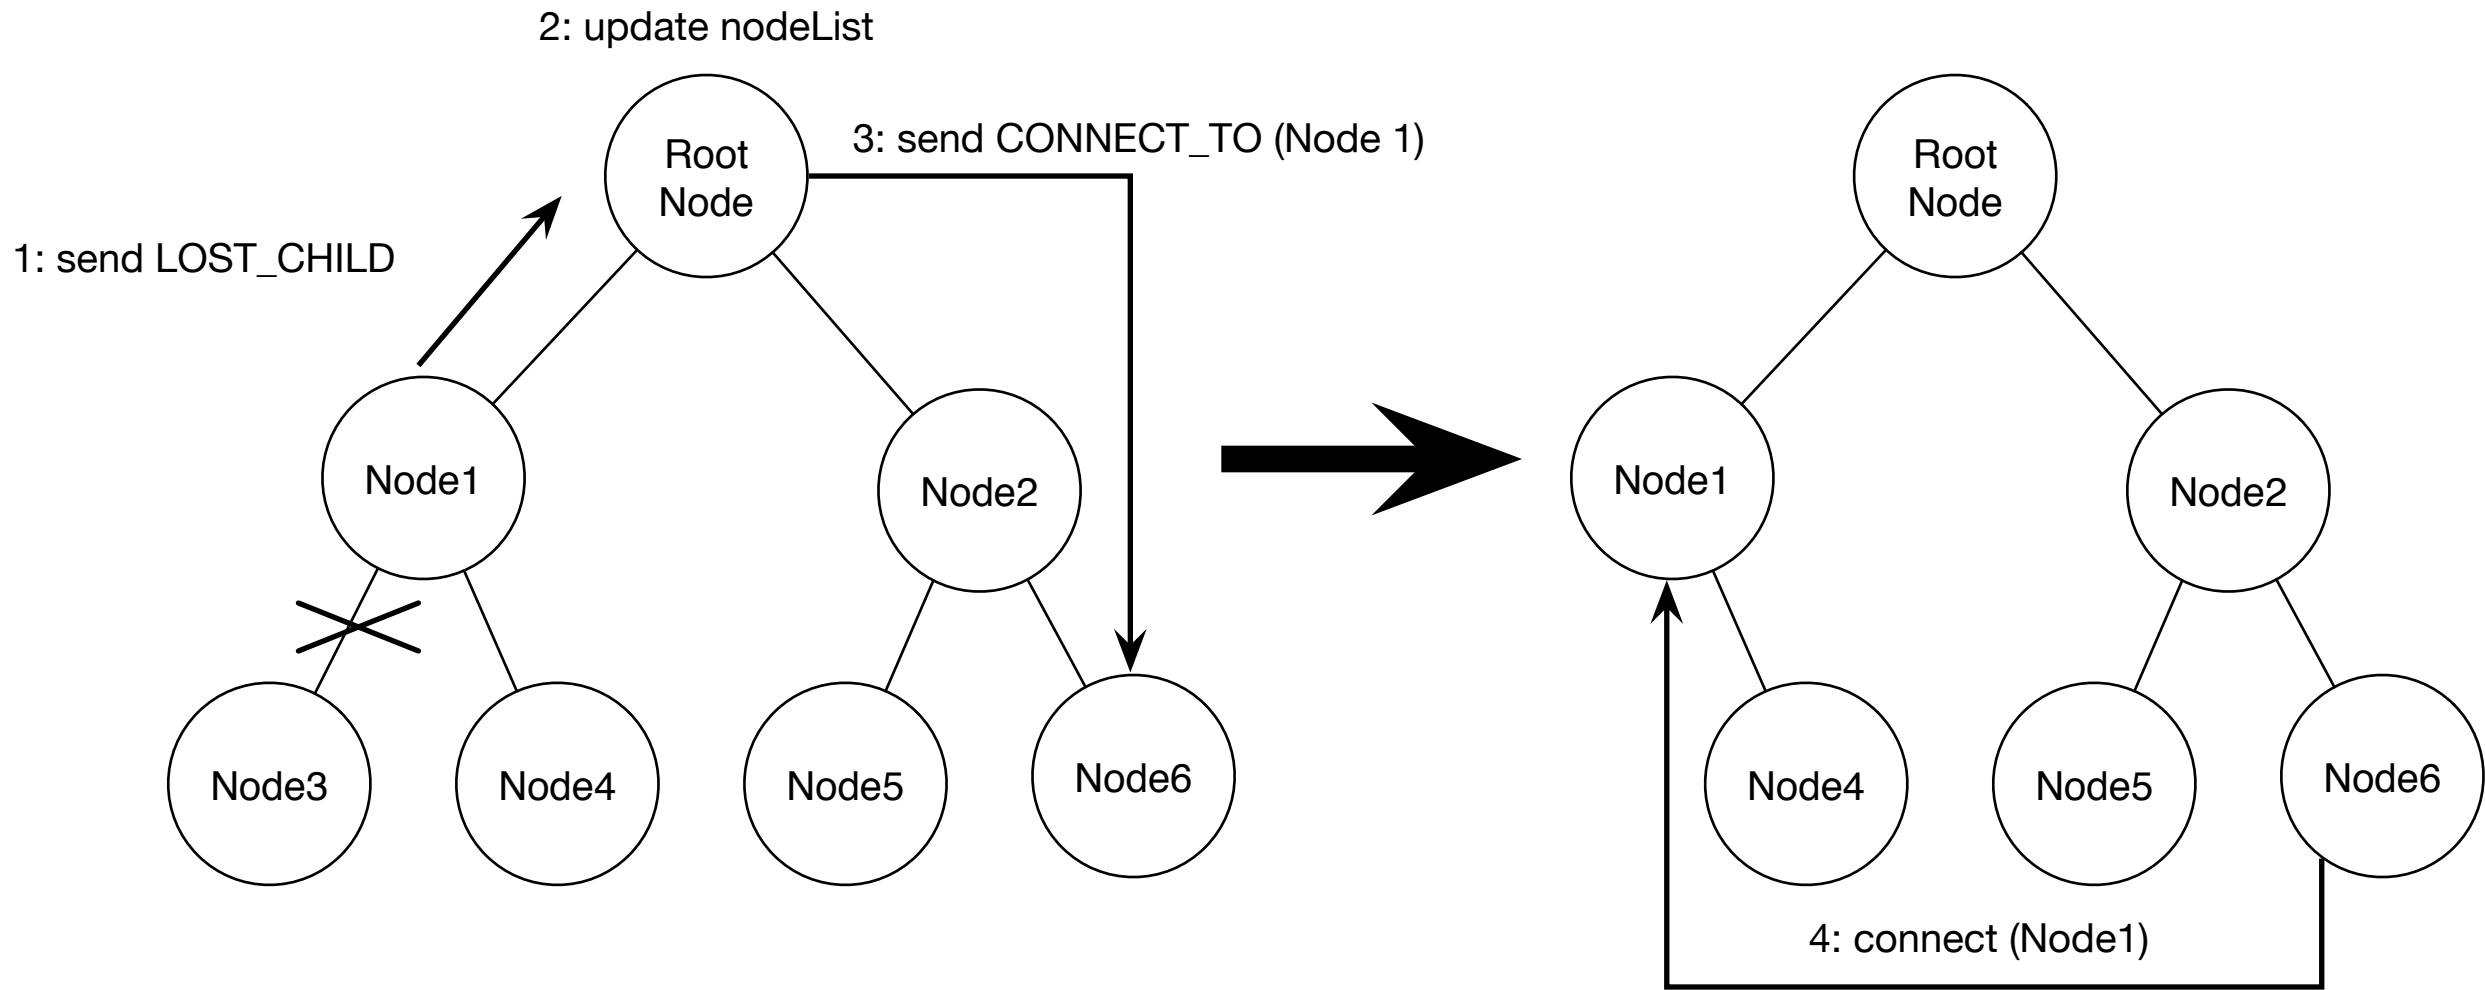 2: update nodeList
Root
Node
3: send CONNECT_TO (Node 1)
1: send LOST_CHILD
Node1
Node2
Node3
Node4
Node5
Node6
Root
Node
Node1
Node2
Node4
Node5
Node6
4: connect (Node1)